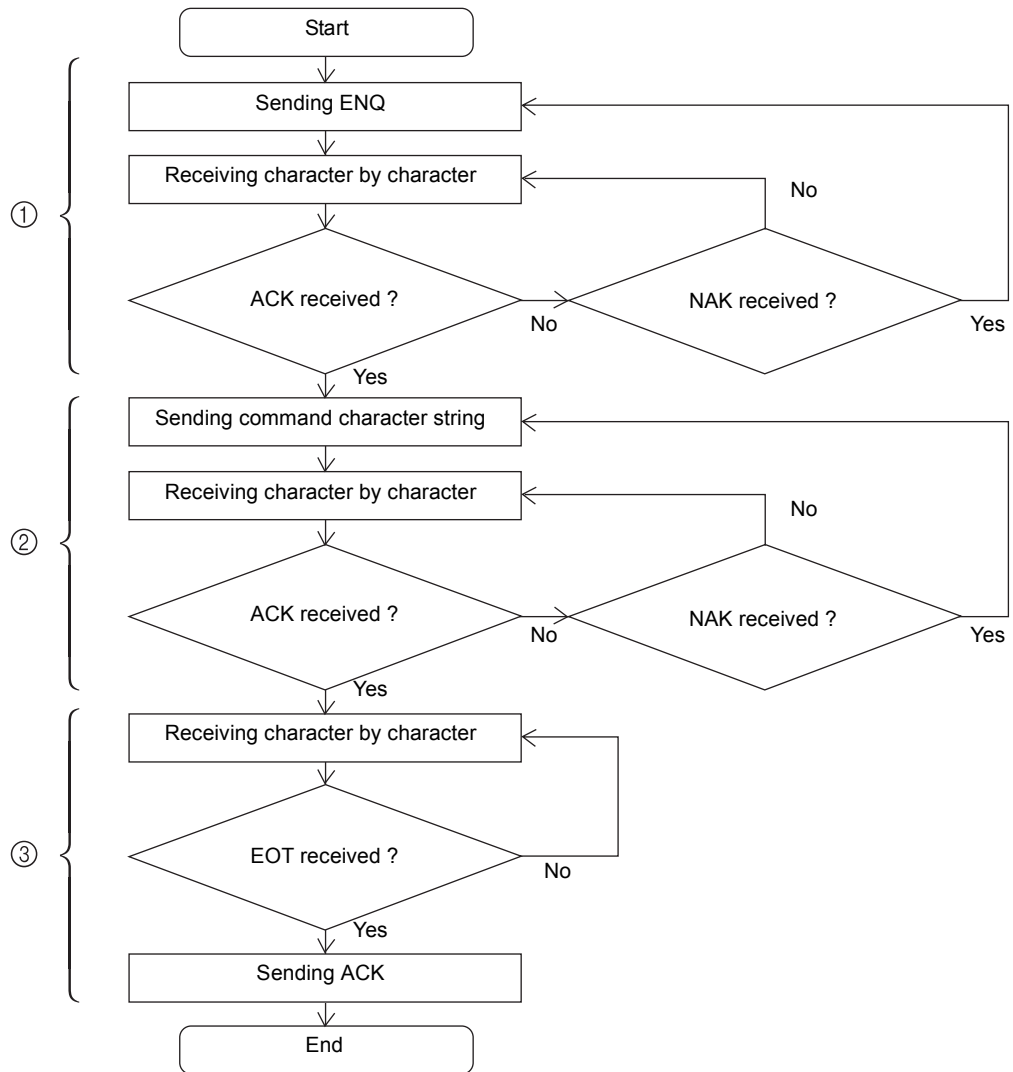 Start
Sending ENQ
Receiving character by character
No
①
ACK received ?
NAK received ?
No
Yes
Yes
Sending command character string
Receiving character by character
No
②
ACK received ?
NAK received ?
No
Yes
Yes
Receiving character by character
③
EOT received ?
No
Yes
Sending ACK
End